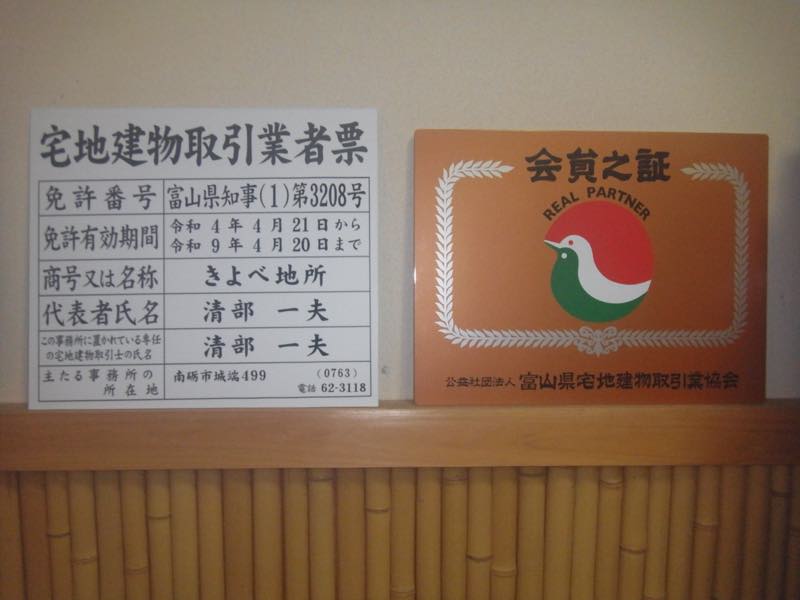 宅地建物取引業者票
免許番号 富山県知事(1)第3208号
免許有効期間 令和 4年 4月 21日から
令和 9年 4月 20日まで
商号又は名称 きよべ地所
代表者氏名 清部 一夫
この事務所に置かれている専任
の宅地建物取引士の氏名 清部 一夫
主たる事務所の
所在地 南砺市城端499 (0763)
電話 62-3118
会員之証
REAL PARTNER
公益社団法人 富山県宅地建物取引業協会